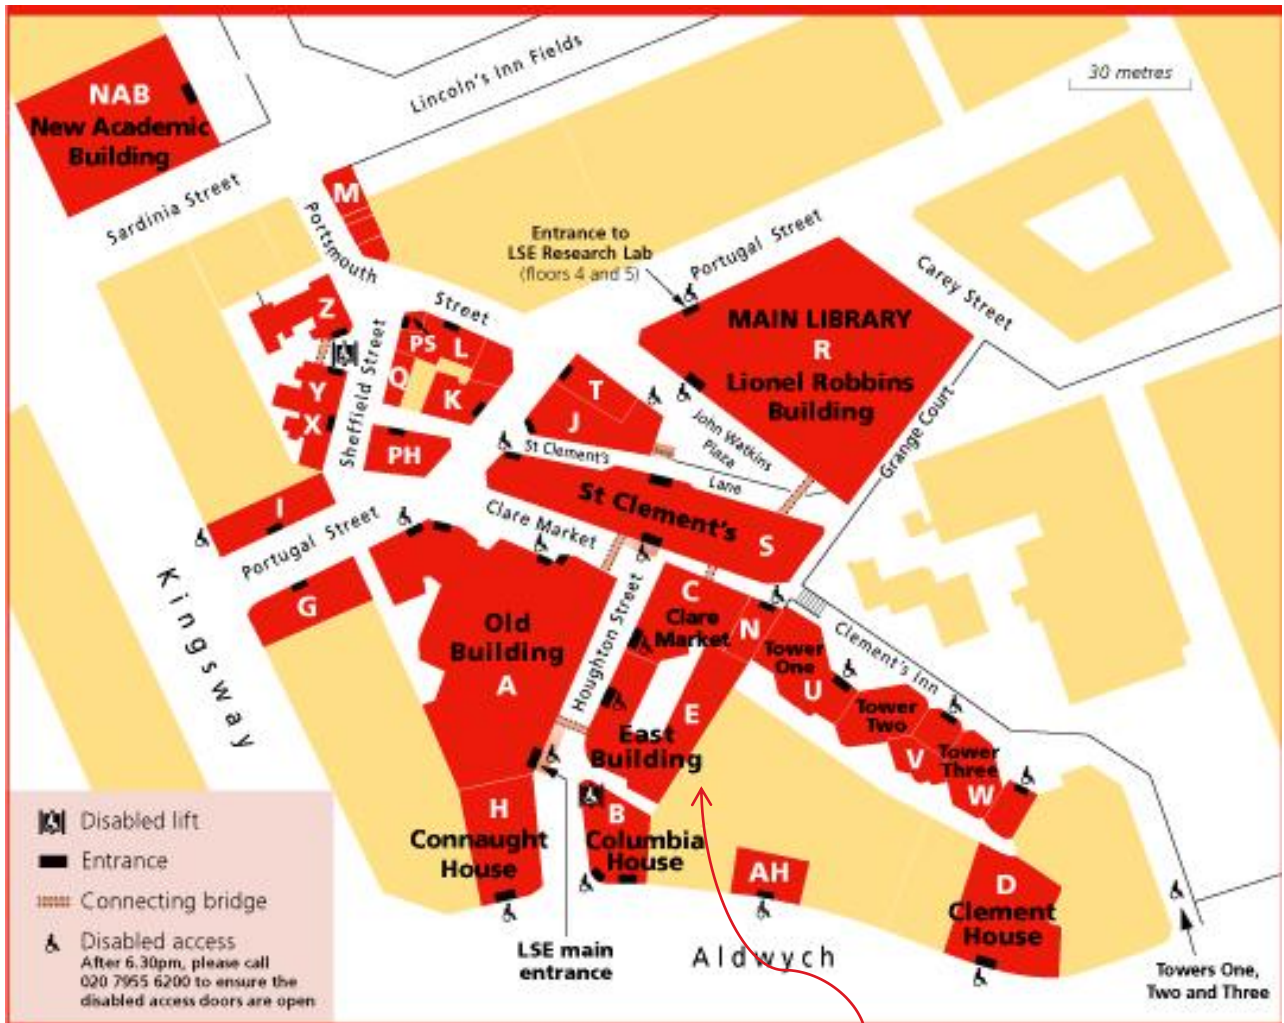 NAB
New Academic
Building
Lincoln's Inn Fields
30 metres
Sardinia Street
M
Portsmouth
Street
Entrance to
LSE Research Lab
(floors 4 and 5)
Portugal Street
Carey Street
Z
PS
L
Q
K
Y
X
Sheffield Street
PH
T
J
MAIN LIBRARY
R
Lionel Robbins
Building
John Watkins
Plaza
Grange Court
St Clement's
Lane
I
Portugal Street
Clare Market
St Clement's
S
Kingsway
G
Old
Building
A
Houghton Street
C
Clare
Market
N
Tower
One
U
Clement's Inn
Tower
Two
V
Tower
Three
W
E
East
Building
H
Connaught
House
B
Columbia
House
AH
D
Clement
House
LSE main
entrance
Aldwych
Towers One,
Two and Three
Disabled lift
Entrance
Connecting bridge
Disabled access
After 6.30pm, please call
020 7955 6200 to ensure the
disabled access doors are open